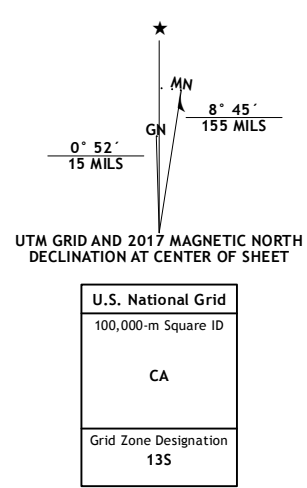 ★
MN
GN
8° 45´
155 MILS
0° 52´
15 MILS
UTM GRID AND 2017 MAGNETIC NORTH
DECLINATION AT CENTER OF SHEET
U.S. National Grid
100,000-m Square ID
CA
Grid Zone Designation
13S